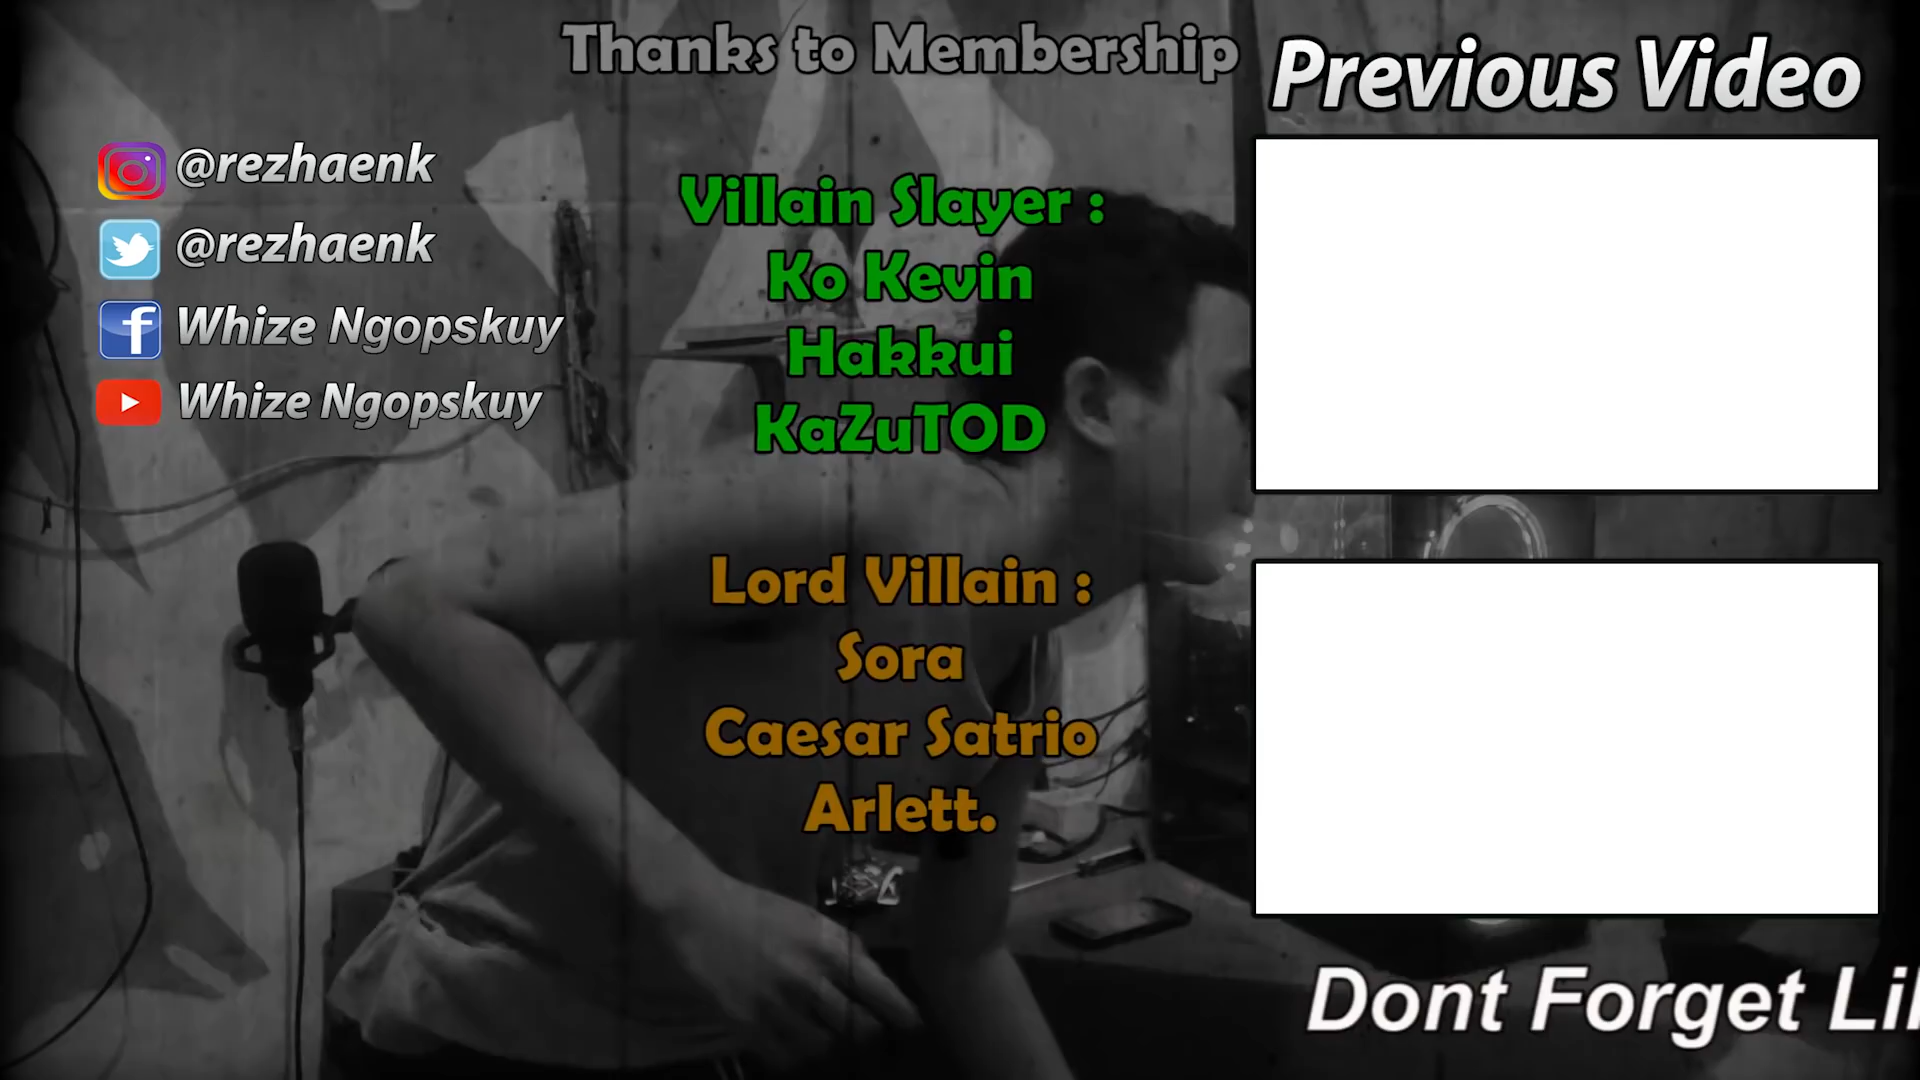 Thanks to Membership
Previous Video
@rezhaenk
@rezhaenk
Whize Ngopskuy
Whize Ngopskuy
Villain Slayer :
Ko Kevin
Hakkui
KaZuTOD
Lord Villain :
Sora
Caesar Satrio
Arlett.
Dont Forget